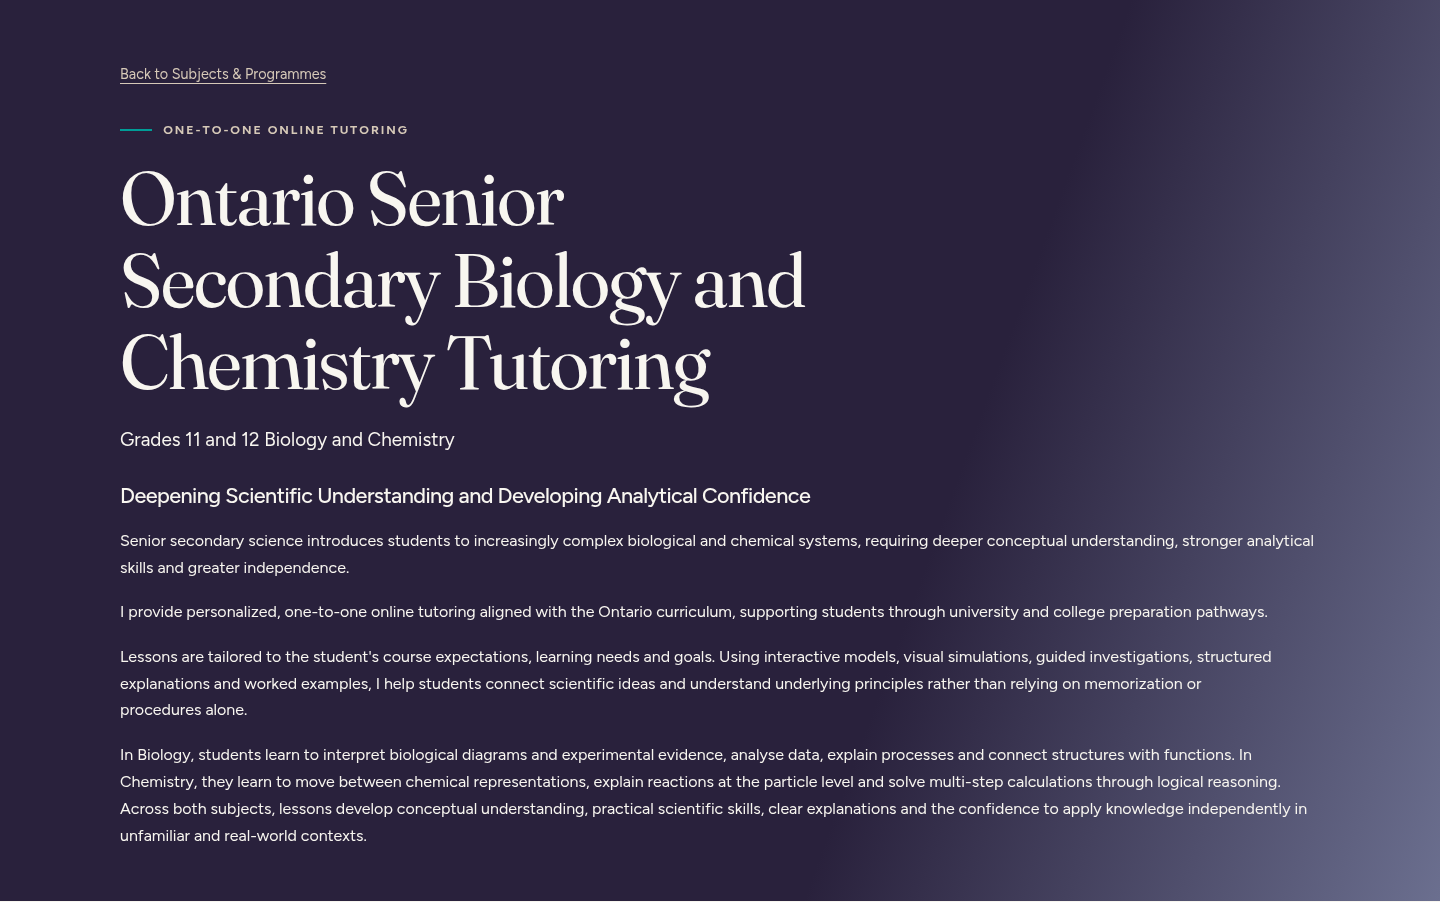 Back to Subjects & Programmes
ONE-TO-ONE ONLINE TUTORING
Ontario Senior
Secondary Biology and
Chemistry Tutoring
Grades 11 and 12 Biology and Chemistry
Deepening Scientific Understanding and Developing Analytical Confidence
Senior secondary science introduces students to increasingly complex biological and chemical systems, requiring deeper conceptual understanding, stronger analytical
skills and greater independence.
I provide personalized, one-to-one online tutoring aligned with the Ontario curriculum, supporting students through university and college preparation pathways.
Lessons are tailored to the student's course expectations, learning needs and goals. Using interactive models, visual simulations, guided investigations, structured
explanations and worked examples, I help students connect scientific ideas and understand underlying principles rather than relying on memorization or
procedures alone.
In Biology, students learn to interpret biological diagrams and experimental evidence, analyse data, explain processes and connect structures with functions. In
Chemistry, they learn to move between chemical representations, explain reactions at the particle level and solve multi-step calculations through logical reasoning.
Across both subjects, lessons develop conceptual understanding, practical scientific skills, clear explanations and the confidence to apply knowledge independently in
unfamiliar and real-world contexts.